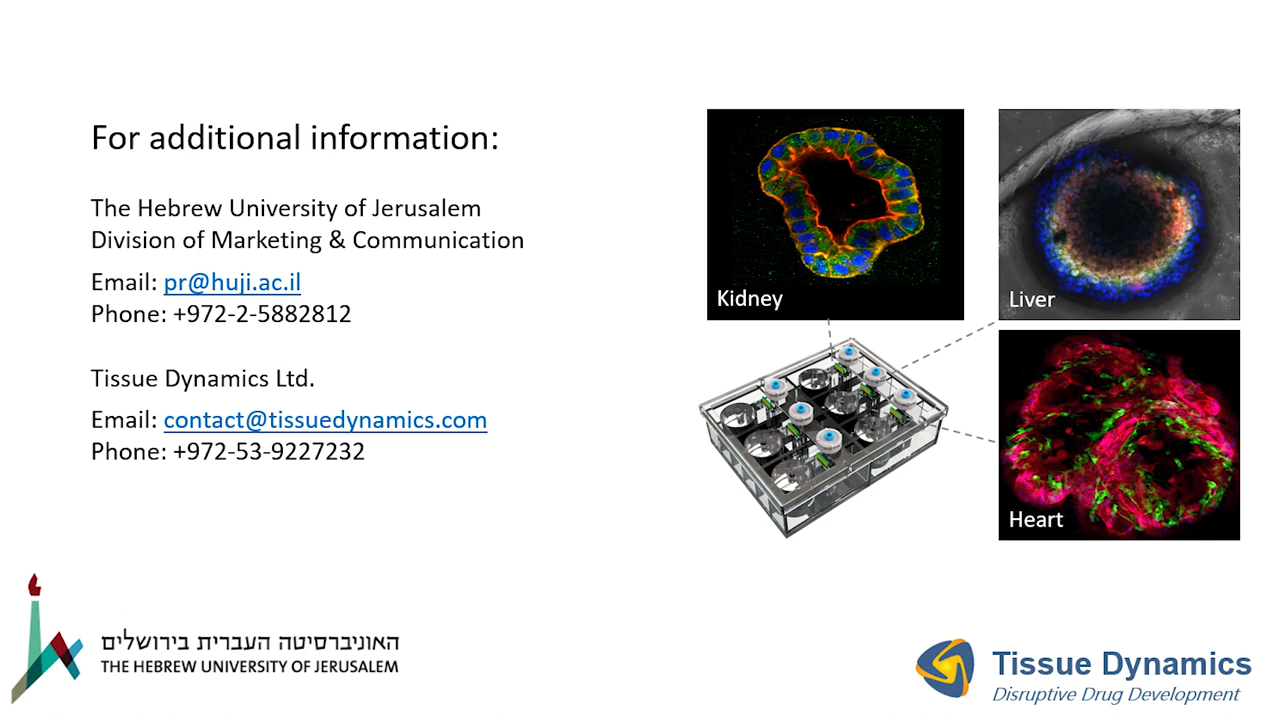 For additional information:
The Hebrew University of Jerusalem
Division of Marketing & Communication
Email: pr@huji.ac.il
Phone: +972-2-5882812
Tissue Dynamics Ltd.
Email: contact@tissuedynamics.com
Phone: +972-53-9227232
Kidney
Liver
Heart
האוניברסיטה העברית בירושלים
THE HEBREW UNIVERSITY OF JERUSALEM
Tissue Dynamics
Disruptive Drug Development